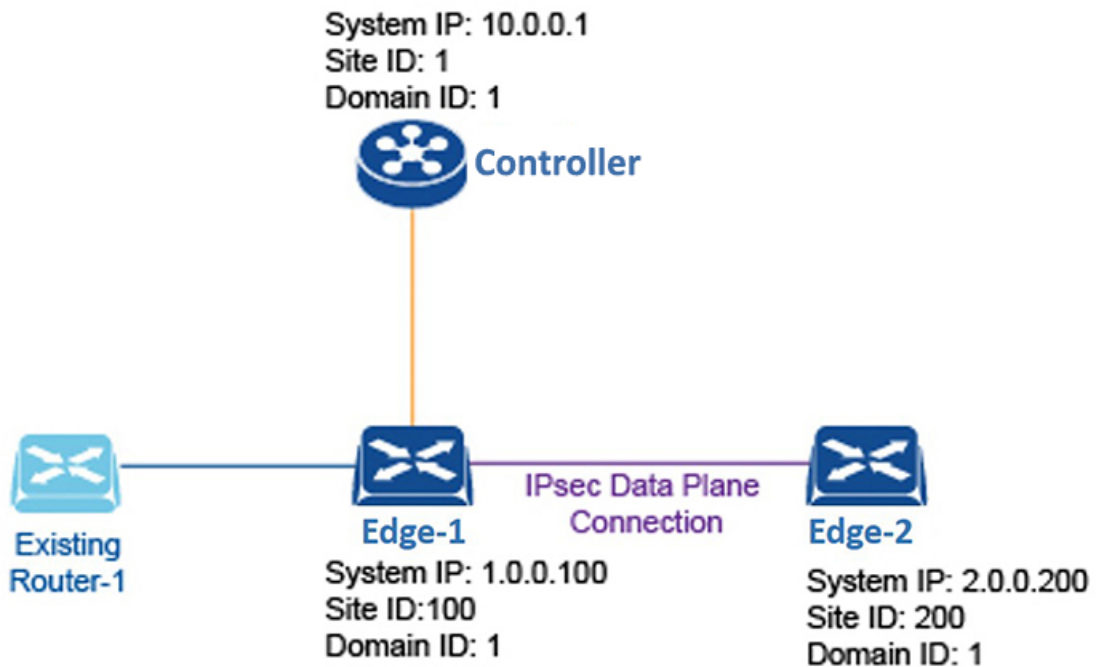 System IP: 10.0.0.1
Site ID: 1
Domain ID: 1
Controller
IPsec Data Plane
Connection
Existing
Router-1
Edge-1
System IP: 1.0.0.100
Site ID:100
Domain ID: 1
Edge-2
System IP: 2.0.0.200
Site ID: 200
Domain ID: 1